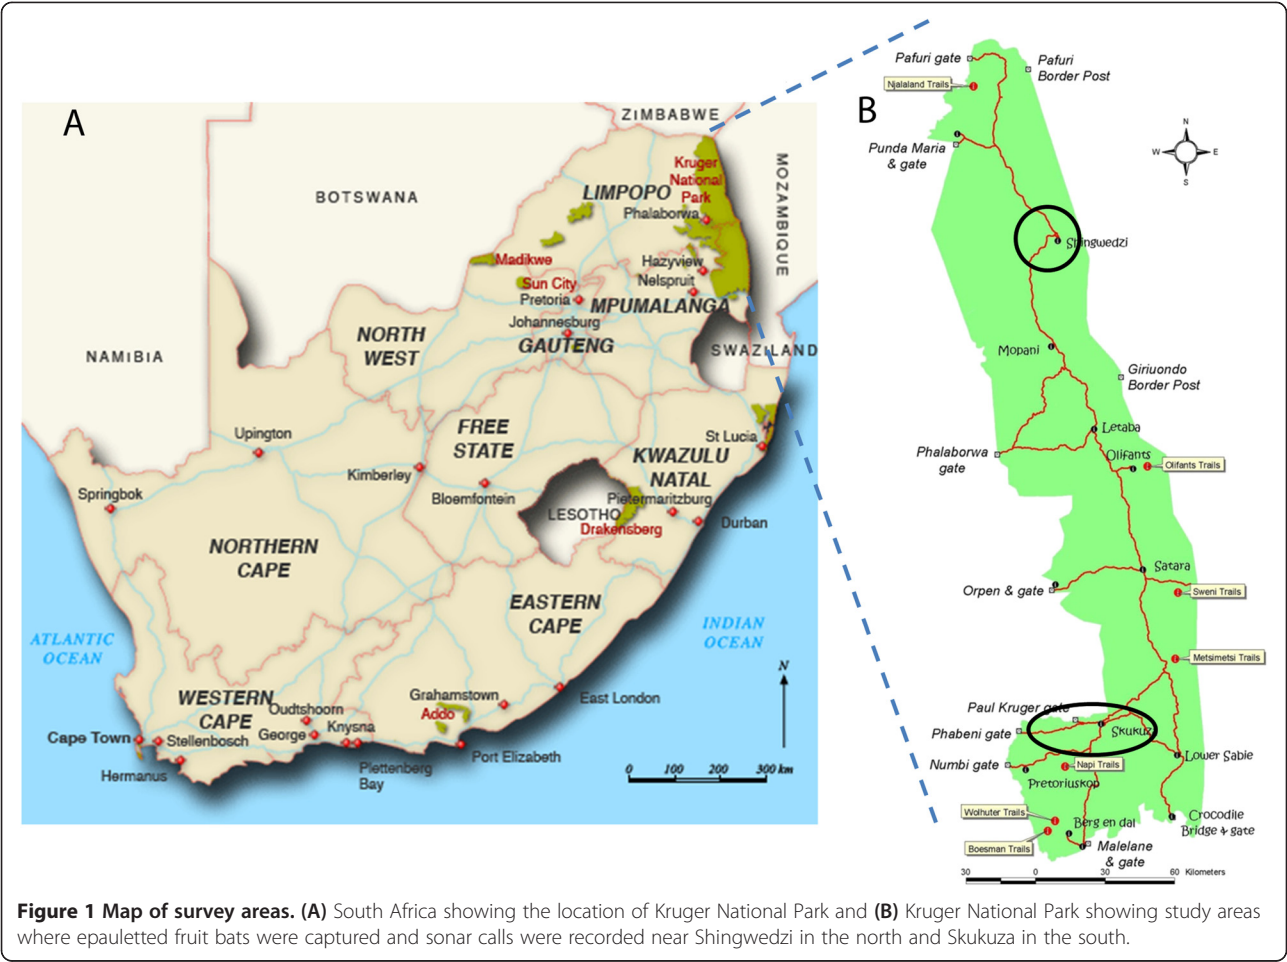 A
ZIMBABWE
BOTSWANA
MOZAMBIQUE
NAMIBIA
SWAZILAND
LESOTHO
Kruger
National
Park
LIMPOPO
Phalaborwa
Madikwe
Hazyview
Nelspruit
Sun City
Pretoria
MPUMALANGA
Johannesburg
GAUTENG
NORTH
WEST
FREE
STATE
St Lucia
KWAZULU
NATAL
Upington
Kimberley
Bloemfontein
Pietermaritzburg
Drakensberg
Durban
Springbok
NORTHERN
CAPE
EASTERN
CAPE
ATLANTIC
OCEAN
INDIAN
OCEAN
N
WESTERN
CAPE
Oudtshoorn
Grahamstown
Addo
East London
Cape Town
Stellenbosch
George
Knysna
Hermanus
Plettenberg
Bay
Port Elizabeth
0 100 200 300 km
B
Pafuri gate
Pafuri
Border Post
Njalaland Trails
Punda Maria
& gate
N
W E
S
Shingwedzi
Mopani
Giriuondo
Border Post
Letaba
Phalaborwa
gate
Olifants
Olifants Trails
Satara
Orpen & gate
Sweni Trails
Metsimetsi Trails
Paul Kruger gate
Phabeni gate
Skukuz
Numbi gate
Napi Trails
Lower Sabie
Pretoriuskop
Wolhuter Trails
Berg en dal
Crocodile
Bridge & gate
Boesman Trails
Malelane
& gate
30 0 30 60 Kilometers
Figure 1 Map of survey areas. (A) South Africa showing the location of Kruger National Park and (B) Kruger National Park showing study areas
where epauletted fruit bats were captured and sonar calls were recorded near Shingwedzi in the north and Skukuza in the south.